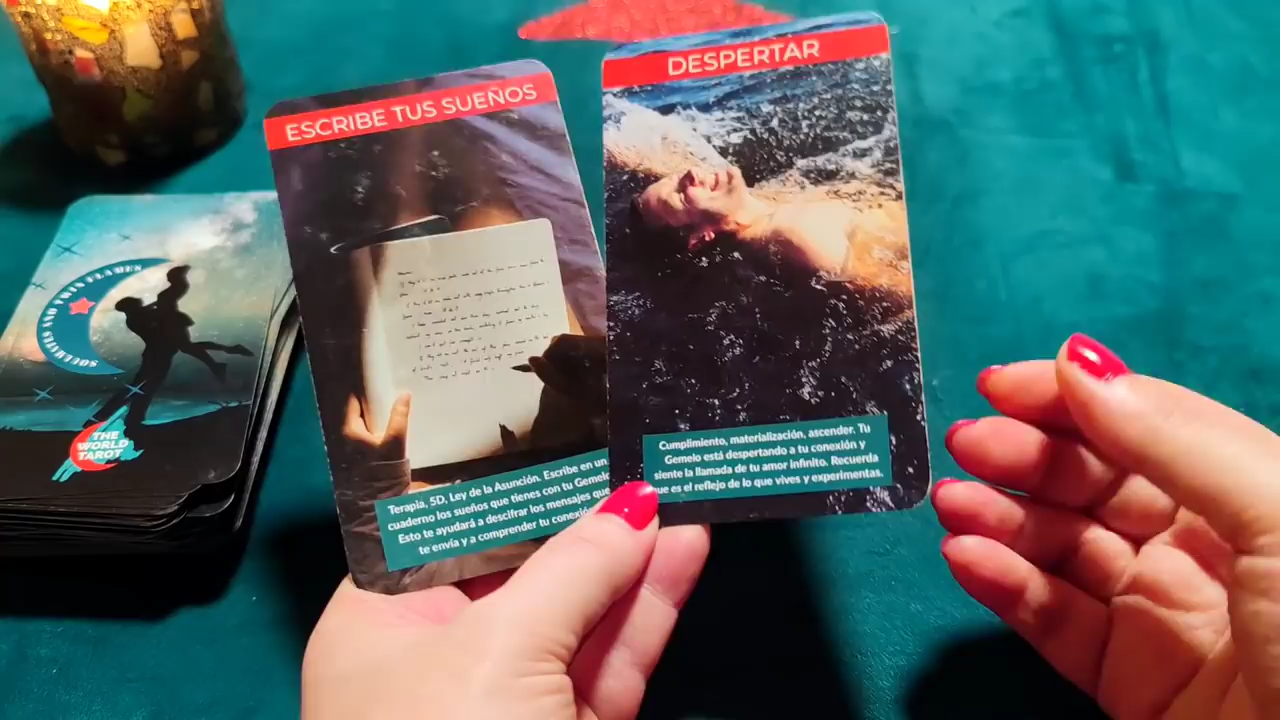 ESCRIBE TUS SUEÑOS
Terapia, 5D, Ley de la Asunción. Escribe en un
cuaderno los sueños que tienes con tu Gemelo
Esto te ayudará a descifrar los mensajes que
te envía y a comprender tu conexión
DESPERTAR
Cumplimiento, materialización, ascender. Tu
Gemelo está despertando a tu conexión y
siente la llamada de tu amor infinito. Recuerda
que es el reflejo de lo que vives y experimentas.
SOULMATES AND TWIN FLAMES
THE
WORLD
TAROT